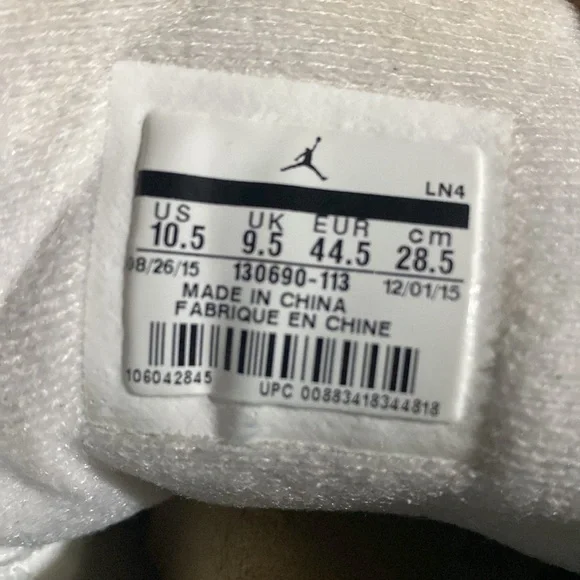 LN4
US UK EUR cm
10.5 9.5 44.5 28.5
08/26/15 130690-113 12/01/15
MADE IN CHINA
FABRIQUE EN CHINE
106042845
UPC 00883418344818